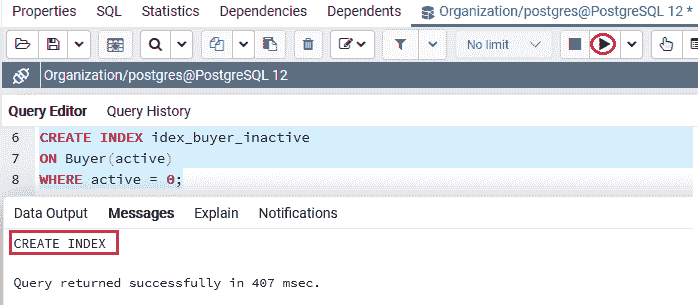 Properties SQL Statistics Dependencies Dependents Organization/postgres@PostgreSQL 12 *
No limit
Organization/postgres@PostgreSQL 12
Query Editor Query History
6 CREATE INDEX idex_buyer_inactive
7 ON Buyer(active)
8 WHERE active = 0;
Data Output Messages Explain Notifications
CREATE INDEX
Query returned successfully in 407 msec.